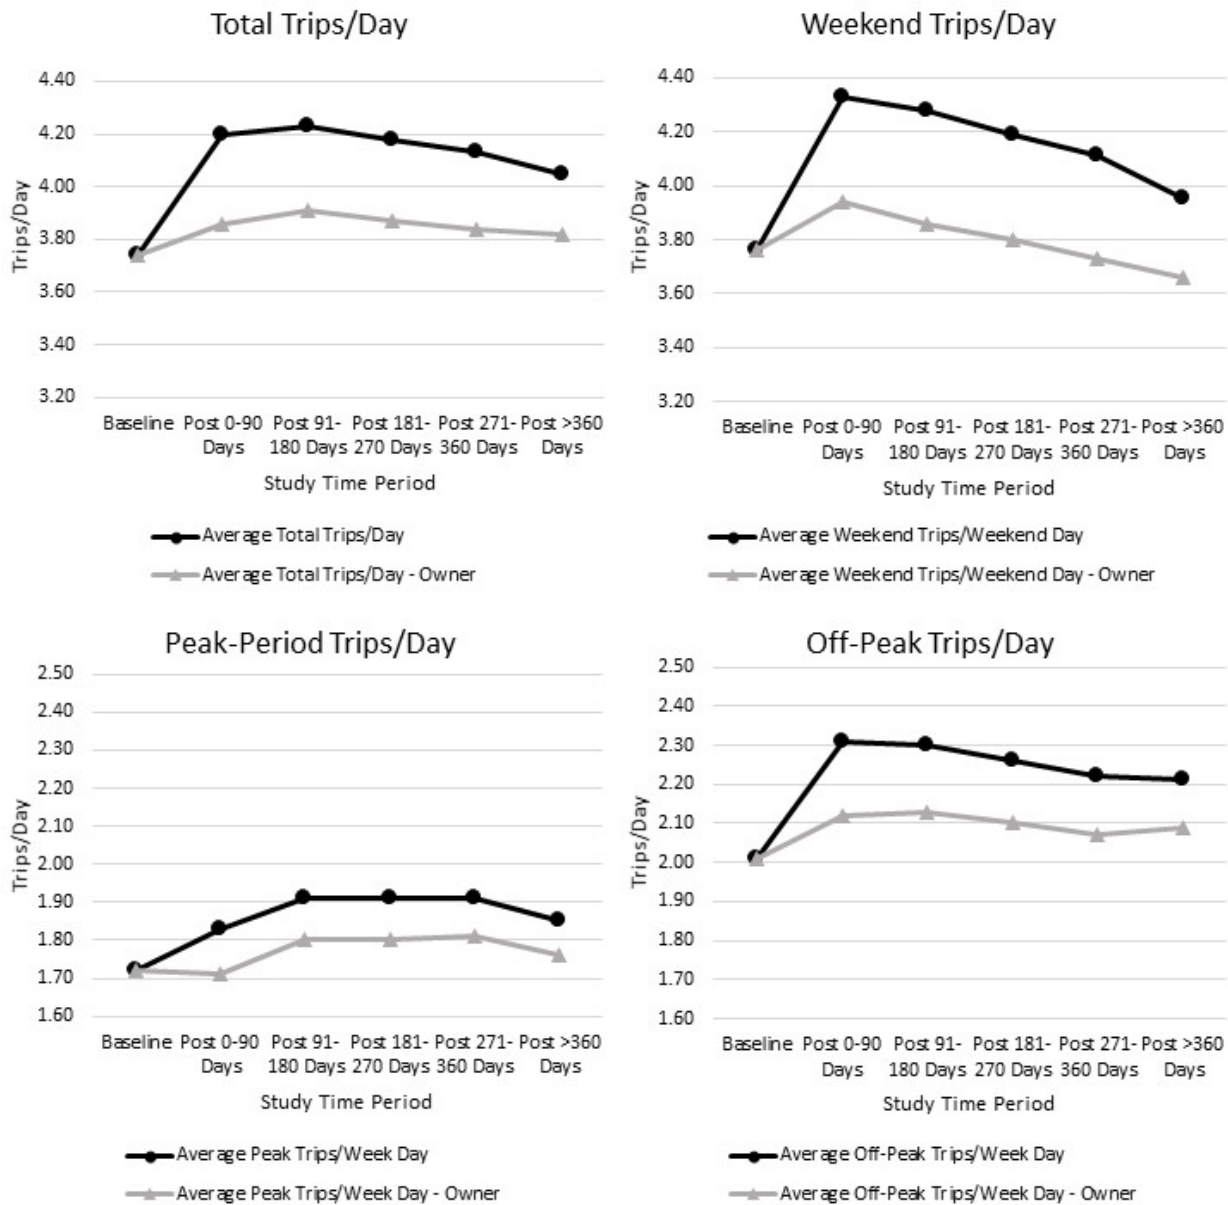 Total Trips/Day
4.40
4.20
4.00
3.80
3.60
3.40
3.20
Trips/Day
Baseline Post 0-90 Post 91- Post 181- Post 271- Post >360
Days 180 Days 270 Days 360 Days Days
Study Time Period
Average Total Trips/Day
Average Total Trips/Day - Owner
Weekend Trips/Day
4.40
4.20
4.00
3.80
3.60
3.40
3.20
Trips/Day
Baseline Post 0-90 Post 91- Post 181- Post 271- Post >360
Days 180 Days 270 Days 360 Days Days
Study Time Period
Average Weekend Trips/Weekend Day
Average Weekend Trips/Weekend Day - Owner
Peak-Period Trips/Day
2.50
2.40
2.30
2.20
2.10
2.00
1.90
1.80
1.70
1.60
Trips/Day
Baseline Post 0-90 Post 91- Post 181- Post 271- Post >360
Days 180 Days 270 Days 360 Days Days
Study Time Period
Average Peak Trips/Week Day
Average Peak Trips/Week Day - Owner
Off-Peak Trips/Day
2.50
2.40
2.30
2.20
2.10
2.00
1.90
1.80
1.70
1.60
Trips/Day
Baseline Post 0-90 Post 91- Post 181- Post 271- Post >360
Days 180 Days 270 Days 360 Days Days
Study Time Period
Average Off-Peak Trips/Week Day
Average Off-Peak Trips/Week Day - Owner